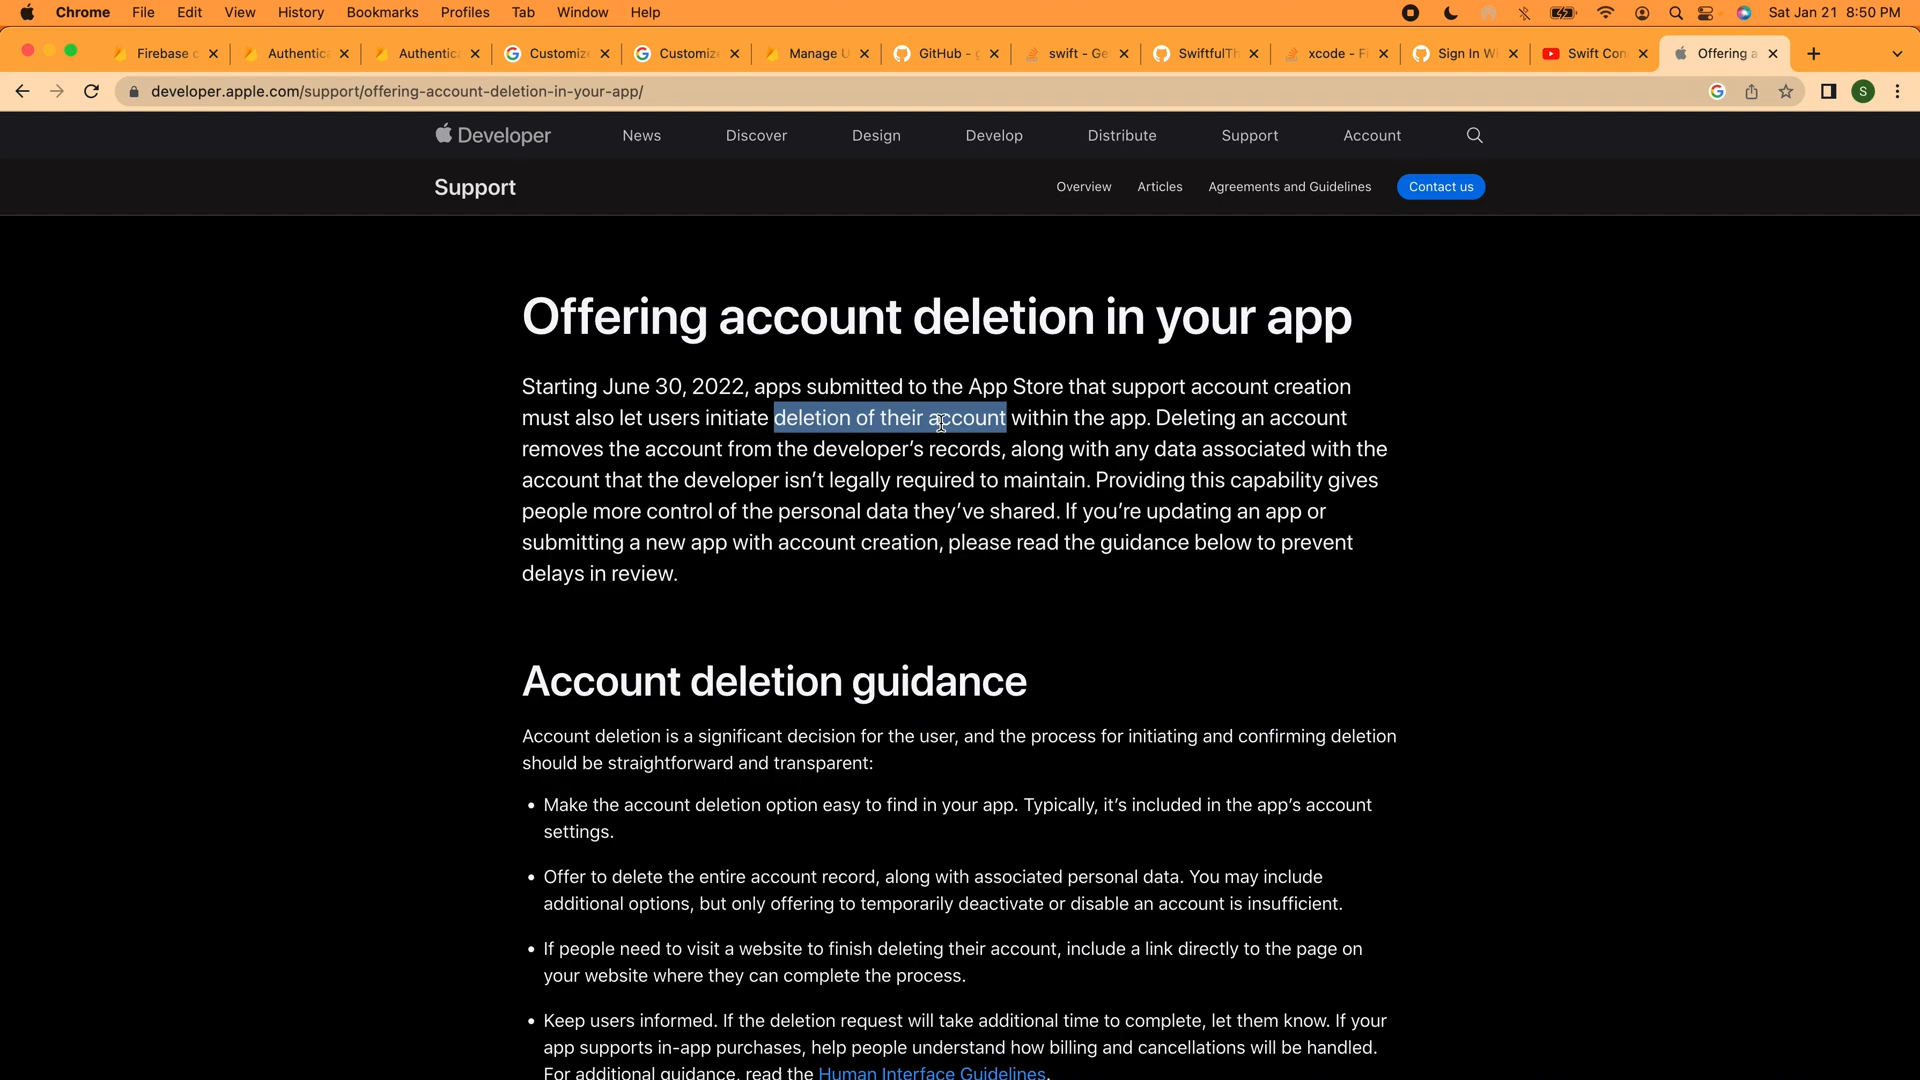 Chrome File Edit View History Bookmarks Profiles Tab Window Help Sat Jan 21 8:50 PM
Firebase c Authentica Authentica Customize Customize Manage U GitHub - g swift - Ge SwiftfulTh xcode - Fi Sign In Wi Swift Con Offering a
developer.apple.com/support/offering-account-deletion-in-your-app/ S
Developer News Discover Design Develop Distribute Support Account
Support Overview Articles Agreements and Guidelines Contact us
Offering account deletion in your app
Starting June 30, 2022, apps submitted to the App Store that support account creation
must also let users initiate deletion of their account within the app. Deleting an account
removes the account from the developer’s records, along with any data associated with the
account that the developer isn’t legally required to maintain. Providing this capability gives
people more control of the personal data they’ve shared. If you’re updating an app or
submitting a new app with account creation, please read the guidance below to prevent
delays in review.
Account deletion guidance
Account deletion is a significant decision for the user, and the process for initiating and confirming deletion
should be straightforward and transparent:
• Make the account deletion option easy to find in your app. Typically, it’s included in the app’s account
settings.
• Offer to delete the entire account record, along with associated personal data. You may include
additional options, but only offering to temporarily deactivate or disable an account is insufficient.
• If people need to visit a website to finish deleting their account, include a link directly to the page on
your website where they can complete the process.
• Keep users informed. If the deletion request will take additional time to complete, let them know. If your
app supports in-app purchases, help people understand how billing and cancellations will be handled.
For additional guidance, read the Human Interface Guidelines.